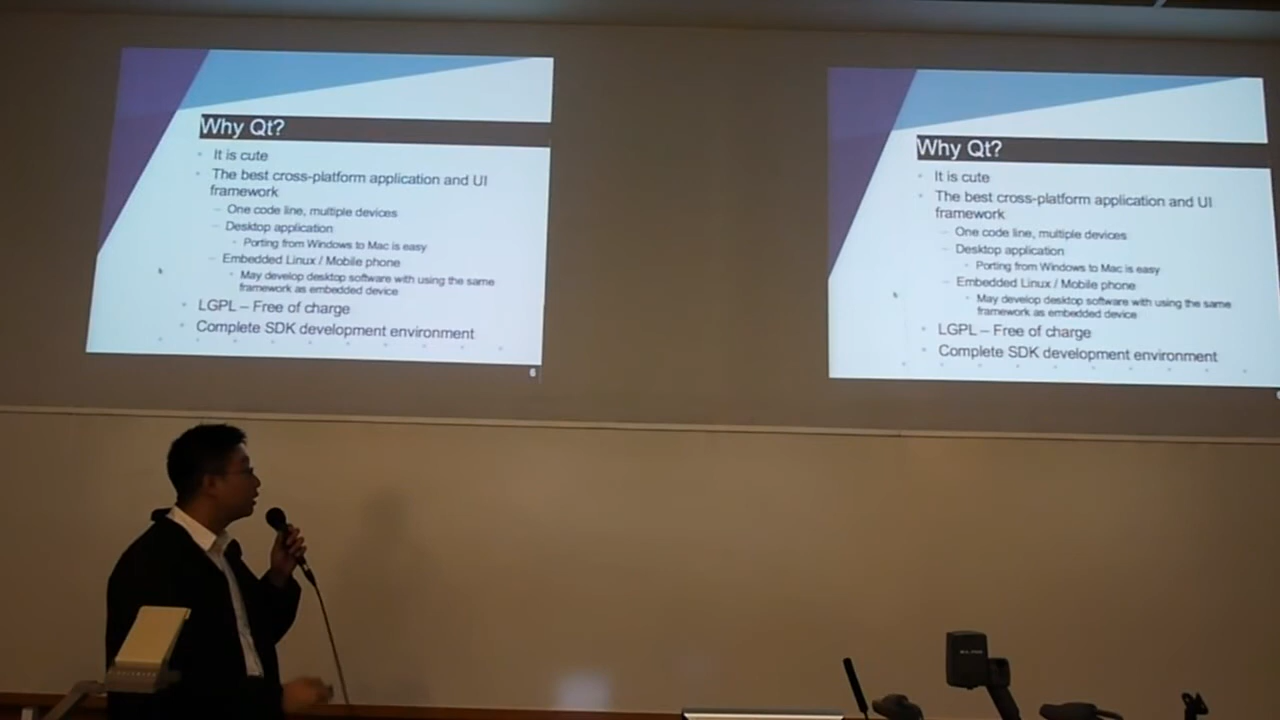 Why Qt?
It is cute
The best cross-platform application and UI
framework
One code line, multiple devices
Desktop application
Porting from Windows to Mac is easy
Embedded Linux / Mobile phone
May develop desktop software with using the same
framework as embedded device
LGPL – Free of charge
Complete SDK development environment
6
Why Qt?
It is cute
The best cross-platform application and UI
framework
One code line, multiple devices
Desktop application
Porting from Windows to Mac is easy
Embedded Linux / Mobile phone
May develop desktop software with using the same
framework as embedded device
LGPL – Free of charge
Complete SDK development environment